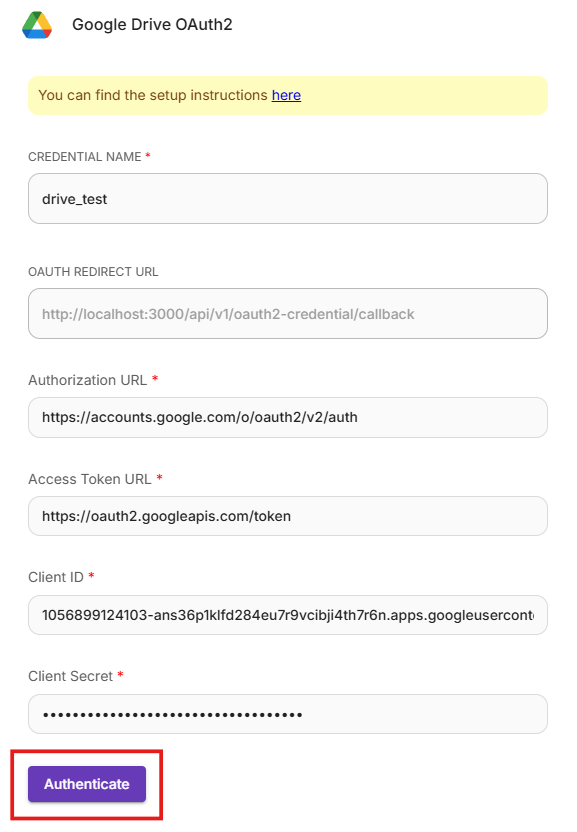 Google Drive OAuth2
You can find the setup instructions here
CREDENTIAL NAME *
drive_test
OAUTH REDIRECT URL
http://localhost:3000/api/v1/oauth2-credential/callback
Authorization URL *
https://accounts.google.com/o/oauth2/v2/auth
Access Token URL *
https://oauth2.googleapis.com/token
Client ID *
1056899124103-ans36p1klfd284eu7r9vcibji4th7r6n.apps.googleuserconte
Client Secret *
••••••••••••••••••••••••••••••••••
Authenticate